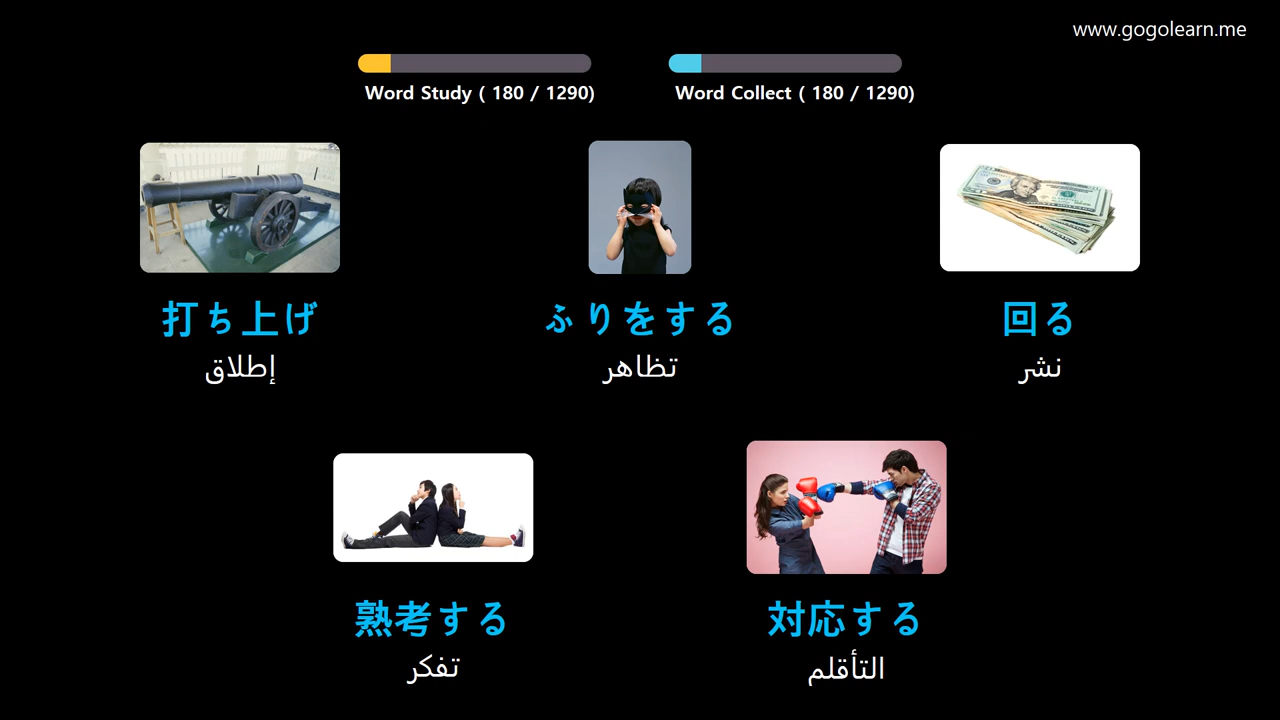 www.gogolearn.me
Word Study ( 180 / 1290)
Word Collect ( 180 / 1290)
打ち上げ
إطلاق
ふりをする
تظاهر
回る
نشر
熟考する
تفكر
対応する
التأقلم